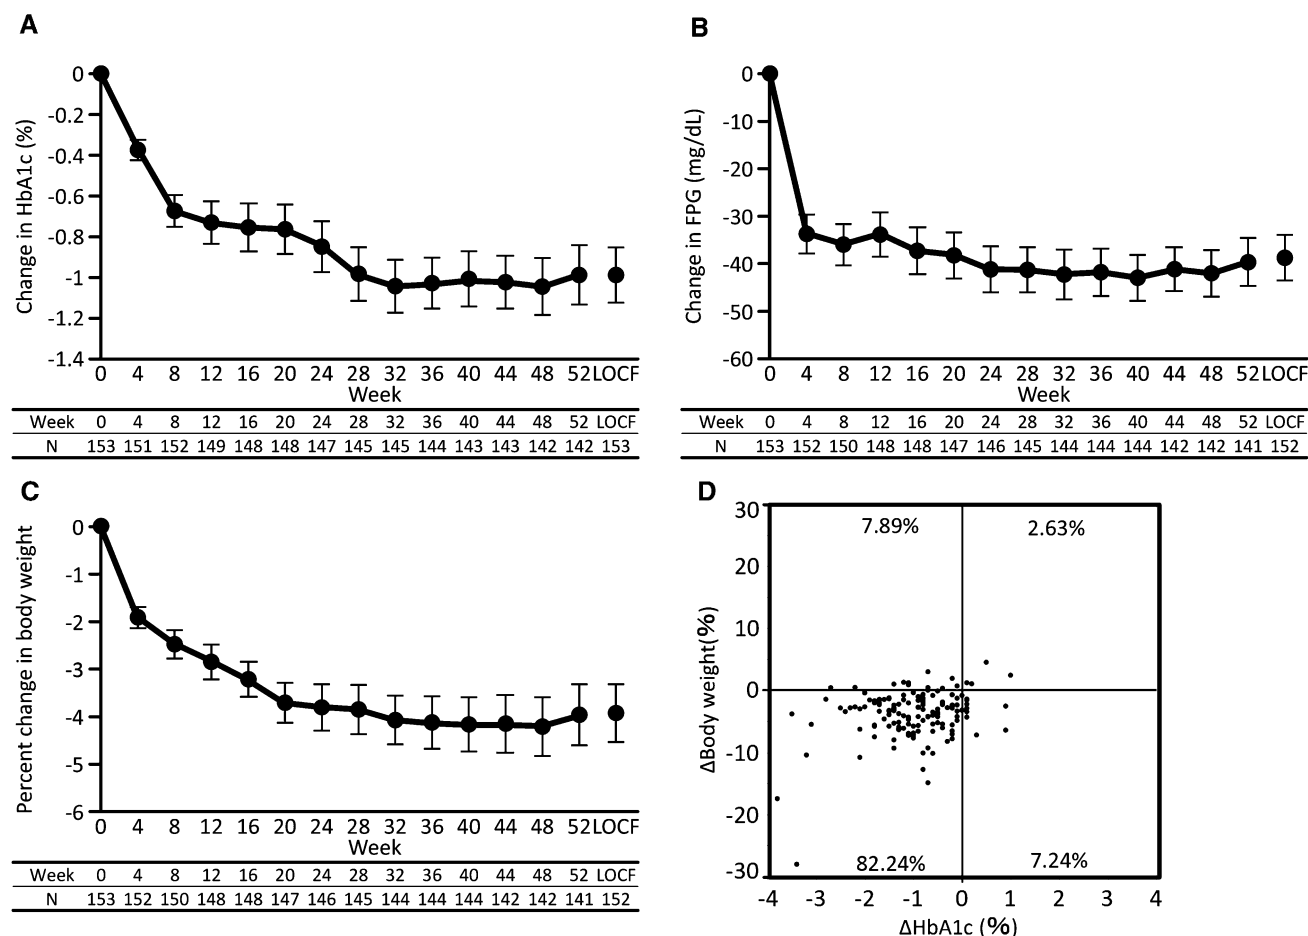 A
Change in HbA1c (%)
0
-0.2
-0.4
-0.6
-0.8
-1
-1.2
-1.4
0 4 8 12 16 20 24 28 32 36 40 44 48 52 LOCF
Week
Week 0 4 8 12 16 20 24 28 32 36 40 44 48 52 LOCF
N 153 151 152 149 148 148 147 145 145 144 143 143 142 142 153
B
Change in FPG (mg/dL)
0
-10
-20
-30
-40
-50
-60
0 4 8 12 16 20 24 28 32 36 40 44 48 52 LOCF
Week
Week 0 4 8 12 16 20 24 28 32 36 40 44 48 52 LOCF
N 153 152 150 148 148 147 146 145 144 144 144 142 142 141 152
C
Percent change in body weight
0
-1
-2
-3
-4
-5
-6
0 4 8 12 16 20 24 28 32 36 40 44 48 52 LOCF
Week
Week 0 4 8 12 16 20 24 28 32 36 40 44 48 52 LOCF
N 153 152 150 148 148 147 146 145 144 144 144 142 142 141 152
D
ΔBody weight(%)
30
20
10
0
-10
-20
-30
7.89% 2.63%
82.24% 7.24%
-4 -3 -2 -1 0 1 2 3 4
ΔHbA1c (%)